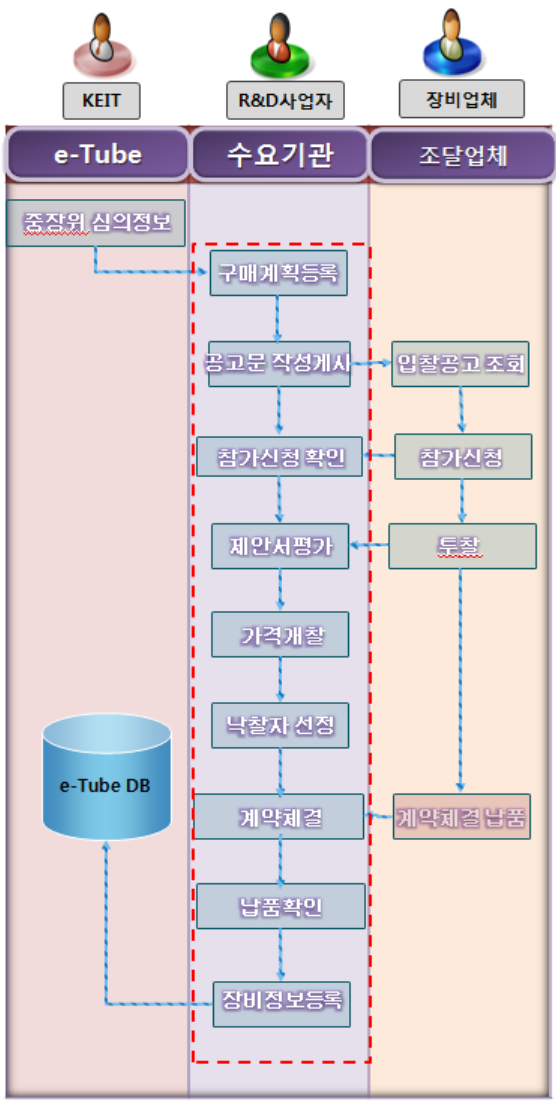 KEIT
R&D사업자
장비업체
e-Tube
수요기관
조달업체
중장위 심의정보
구매계획등록
공고문 작성게시
입찰공고 조회
참가신청 확인
참가신청
제안서평가
투찰
가격개찰
낙찰자 선정
e-Tube DB
계약체결
계약체결 납품
납품확인
장비정보등록